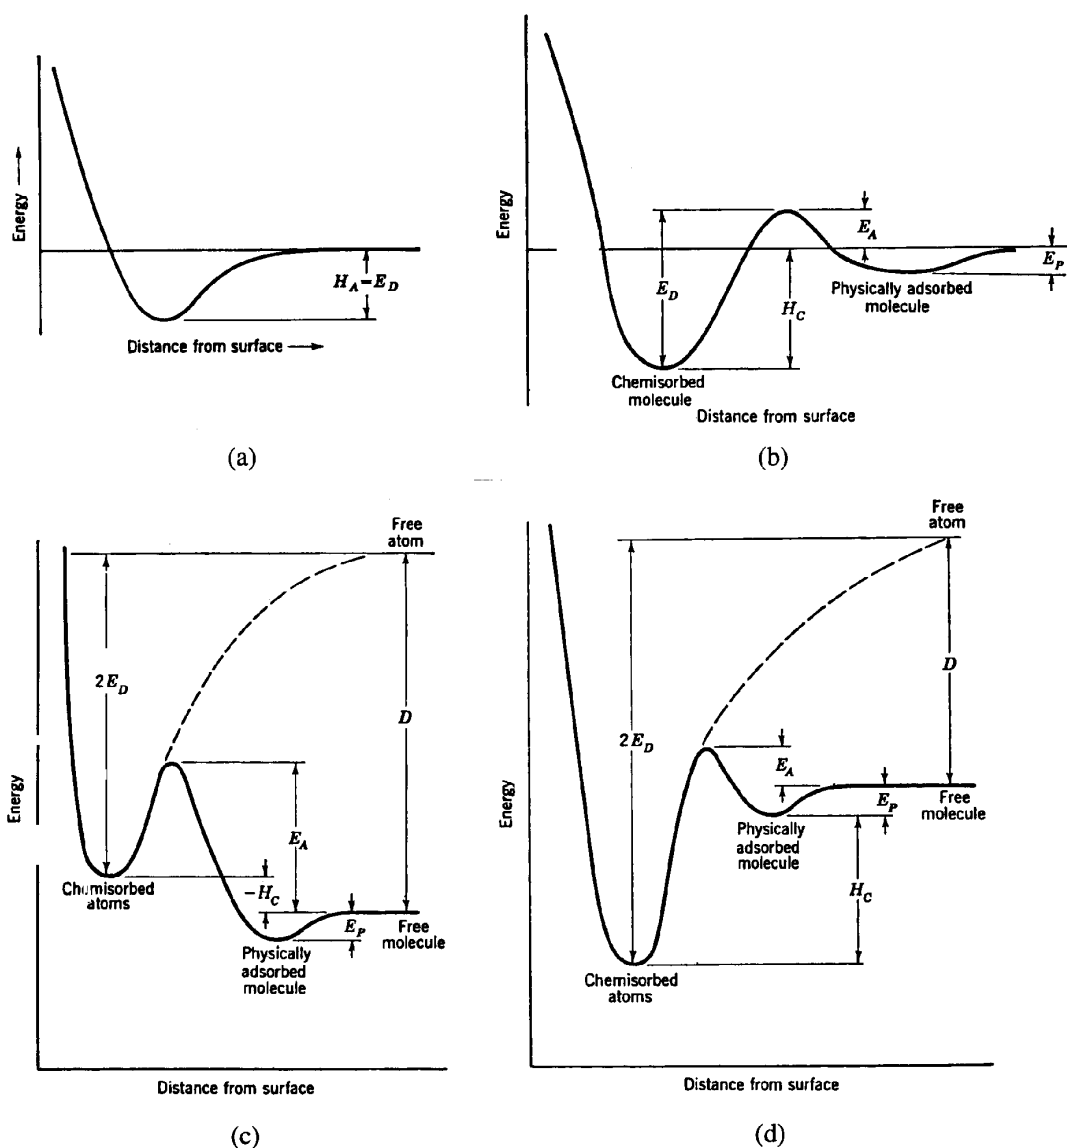 Energy
H_A = E_D
Distance from surface
(a)
Energy
E_D
H_C
E_A
E_P
Physically adsorbed
molecule
Chemisorbed
molecule
Distance from surface
(b)
Free
atom
2E_D
D
Energy
E_A
Chemisorbed
atoms
−H_C
E_P
Free
molecule
Physically
adsorbed
molecule
Distance from surface
(c)
Free
atom
D
2E_D
Energy
E_A
E_P
Free
molecule
Physically
adsorbed
molecule
H_C
Chemisorbed
atoms
Distance from surface
(d)